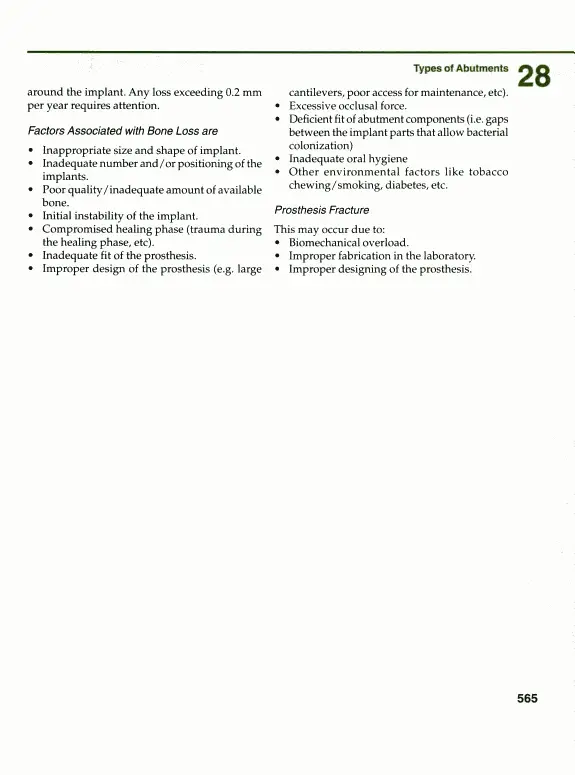 Types of Abutments 28
around the implant. Any loss exceeding 0.2 mm
per year requires attention.
Factors Associated with Bone Loss are
• Inappropriate size and shape of implant.
• Inadequate number and/or positioning of the
implants.
• Poor quality/inadequate amount of available
bone.
• Initial instability of the implant.
• Compromised healing phase (trauma during
the healing phase, etc).
• Inadequate fit of the prosthesis.
• Improper design of the prosthesis (e.g. large
cantilevers, poor access for maintenance, etc).
• Excessive occlusal force.
• Deficient fit of abutment components (i.e. gaps
between the implant parts that allow bacterial
colonization)
• Inadequate oral hygiene
• Other environmental factors like tobacco
chewing/smoking, diabetes, etc.
Prosthesis Fracture
This may occur due to:
• Biomechanical overload.
• Improper fabrication in the laboratory.
• Improper designing of the prosthesis.
565